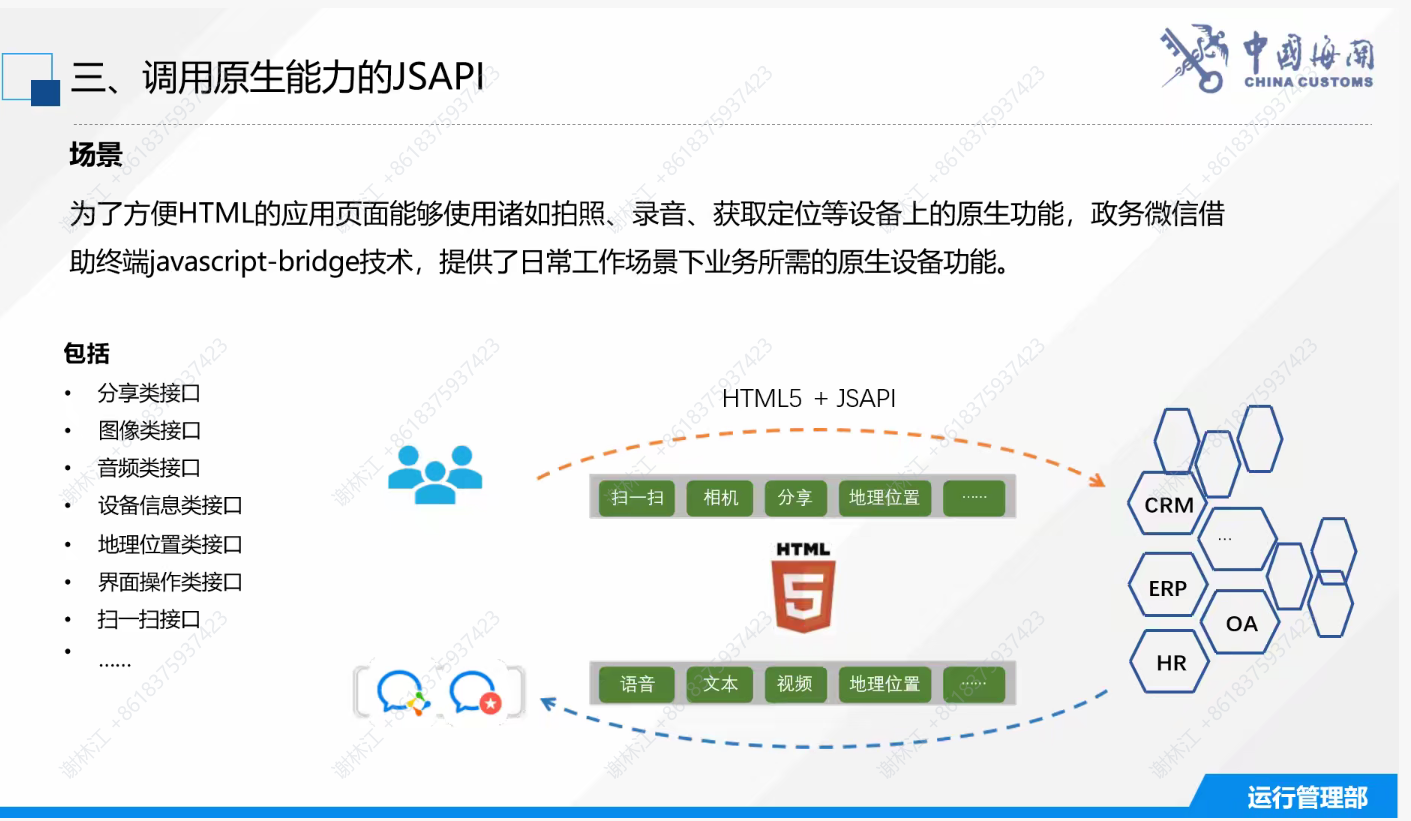 三、调用原生能力的JSAPI
中國海關
CHINA CUSTOMS
场景
为了方便HTML的应用页面能够使用诸如拍照、录音、获取定位等设备上的原生功能，政务微信借
助终端javascript-bridge技术，提供了日常工作场景下业务所需的原生设备功能。
包括
• 分享类接口
• 图像类接口
• 音频类接口
• 设备信息类接口
• 地理位置类接口
• 界面操作类接口
• 扫一扫接口
• ……
HTML5 + JSAPI
扫一扫 相机 分享 地理位置 ……
HTML
5
语音 文本 视频 地理位置 ……
CRM
…
ERP
OA
HR
运行管理部
谢林江 +8618375937423